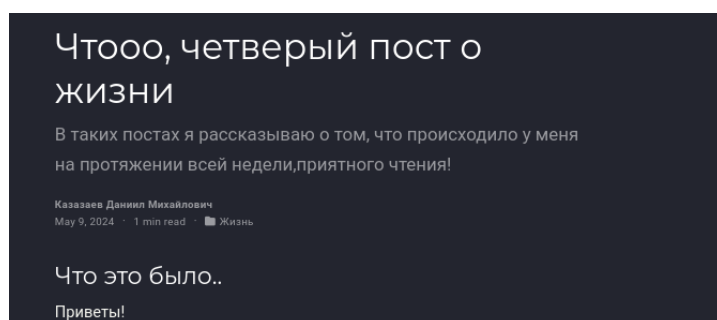 Чтооо, четверый пост о
жизни
В таких постах я рассказываю о том, что происходило у меня
на протяжении всей недели,приятного чтения!
Казазаев Даниил Михайлович
May 9, 2024 · 1 min read · Жизнь
Что это было..
Приветы!